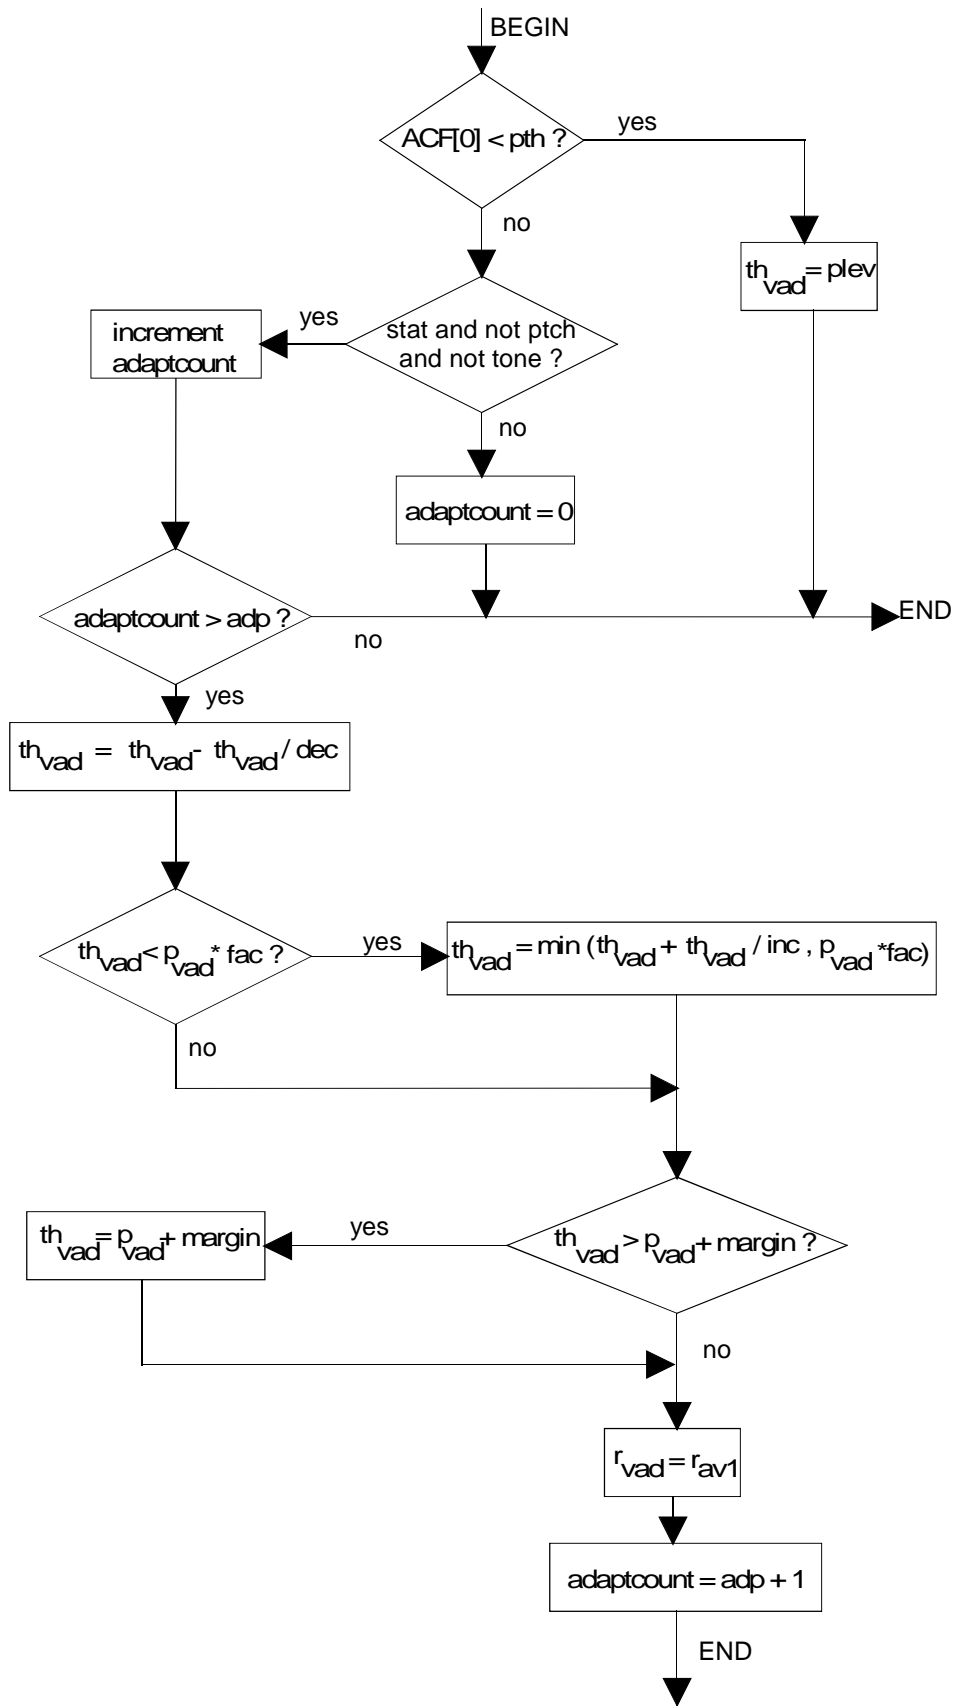 BEGIN
ACF[0] < pth ?
yes
no
th_vad = plev
stat and not ptch
and not tone ?
yes
increment
adaptcount
no
adaptcount = 0
adaptcount > adp ?
no
END
yes
th_vad = th_vad - th_vad / dec
th_vad < p_vad * fac ?
yes
th_vad = min (th_vad + th_vad / inc , p_vad *fac)
no
th_vad > p_vad + margin ?
yes
th_vad = p_vad + margin
no
r_vad = r_av1
adaptcount = adp + 1
END